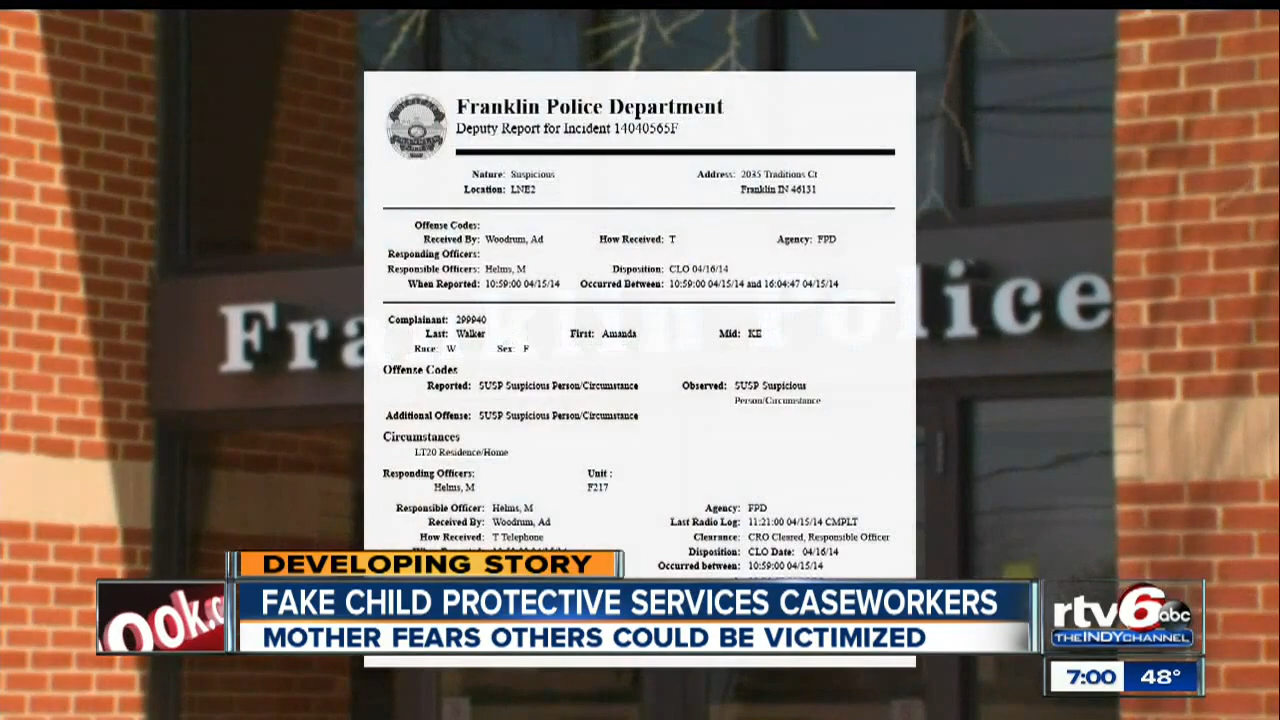 Franklin Police Department
Deputy Report for Incident 14040565F
Nature: Suspicious Address: 2035 Traditions Ct
Location: LNE2 Franklin IN 46131
Offense Codes:
Received By: Woodrum, Ad How Received: T Agency: FPD
Responding Officers:
Responsible Officers: Helms, M Disposition: CLO 04/16/14
When Reported: 10:59:00 04/15/14 Occurred Between: 10:59:00 04/15/14 and 16:04:47 04/15/14
Complainant: 299940
Last: Walker First: Amanda Mid: KE
Race: W Sex: F
Offense Codes
Reported: SUSP Suspicious Person/Circumstance Observed: SUSP Suspicious
Person/Circumstance
Additional Offense: SUSP Suspicious Person/Circumstance
Circumstances
LT20 Residence/Home
Responding Officers: Unit :
Helms, M F217
Responsible Officer: Helms, M Agency: FPD
Received By: Woodrum, Ad Last Radio Log: 11:21:00 04/15/14 CMPLT
How Received: T Telephone Clearance: CRO Cleared, Responsible Officer
Disposition: CLO Date: 04/16/14
Occurred between: 10:59:00 04/15/14
Franklin Police
DEVELOPING STORY
FAKE CHILD PROTECTIVE SERVICES CASEWORKERS
MOTHER FEARS OTHERS COULD BE VICTIMIZED
ook.c
rtv6 abc
THEINDYCHANNEL
7:00 48°